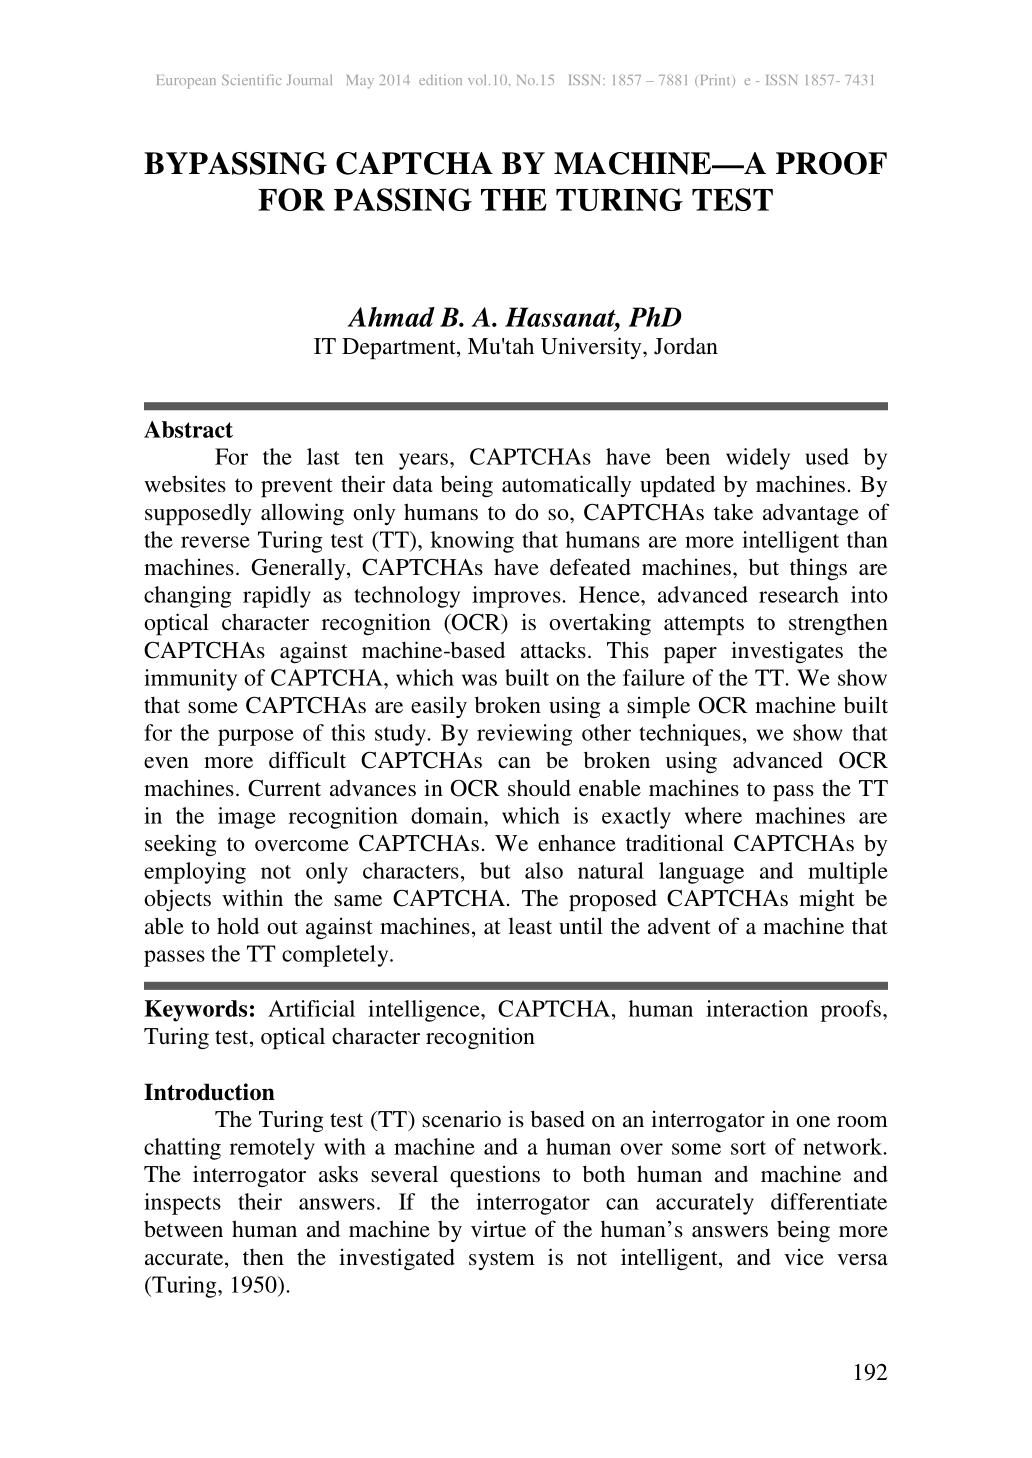 European Scientific Journal May 2014 edition vol.10, No.15 ISSN: 1857 – 7881 (Print) e - ISSN 1857- 7431
BYPASSING CAPTCHA BY MACHINE—A PROOF
FOR PASSING THE TURING TEST
Ahmad B. A. Hassanat, PhD
IT Department, Mu'tah University, Jordan
Abstract
For the last ten years, CAPTCHAs have been widely used by
websites to prevent their data being automatically updated by machines. By
supposedly allowing only humans to do so, CAPTCHAs take advantage of
the reverse Turing test (TT), knowing that humans are more intelligent than
machines. Generally, CAPTCHAs have defeated machines, but things are
changing rapidly as technology improves. Hence, advanced research into
optical character recognition (OCR) is overtaking attempts to strengthen
CAPTCHAs against machine-based attacks. This paper investigates the
immunity of CAPTCHA, which was built on the failure of the TT. We show
that some CAPTCHAs are easily broken using a simple OCR machine built
for the purpose of this study. By reviewing other techniques, we show that
even more difficult CAPTCHAs can be broken using advanced OCR
machines. Current advances in OCR should enable machines to pass the TT
in the image recognition domain, which is exactly where machines are
seeking to overcome CAPTCHAs. We enhance traditional CAPTCHAs by
employing not only characters, but also natural language and multiple
objects within the same CAPTCHA. The proposed CAPTCHAs might be
able to hold out against machines, at least until the advent of a machine that
passes the TT completely.
Keywords: Artificial intelligence, CAPTCHA, human interaction proofs,
Turing test, optical character recognition
Introduction
The Turing test (TT) scenario is based on an interrogator in one room
chatting remotely with a machine and a human over some sort of network.
The interrogator asks several questions to both human and machine and
inspects their answers. If the interrogator can accurately differentiate
between human and machine by virtue of the human’s answers being more
accurate, then the investigated system is not intelligent, and vice versa
(Turing, 1950).
192